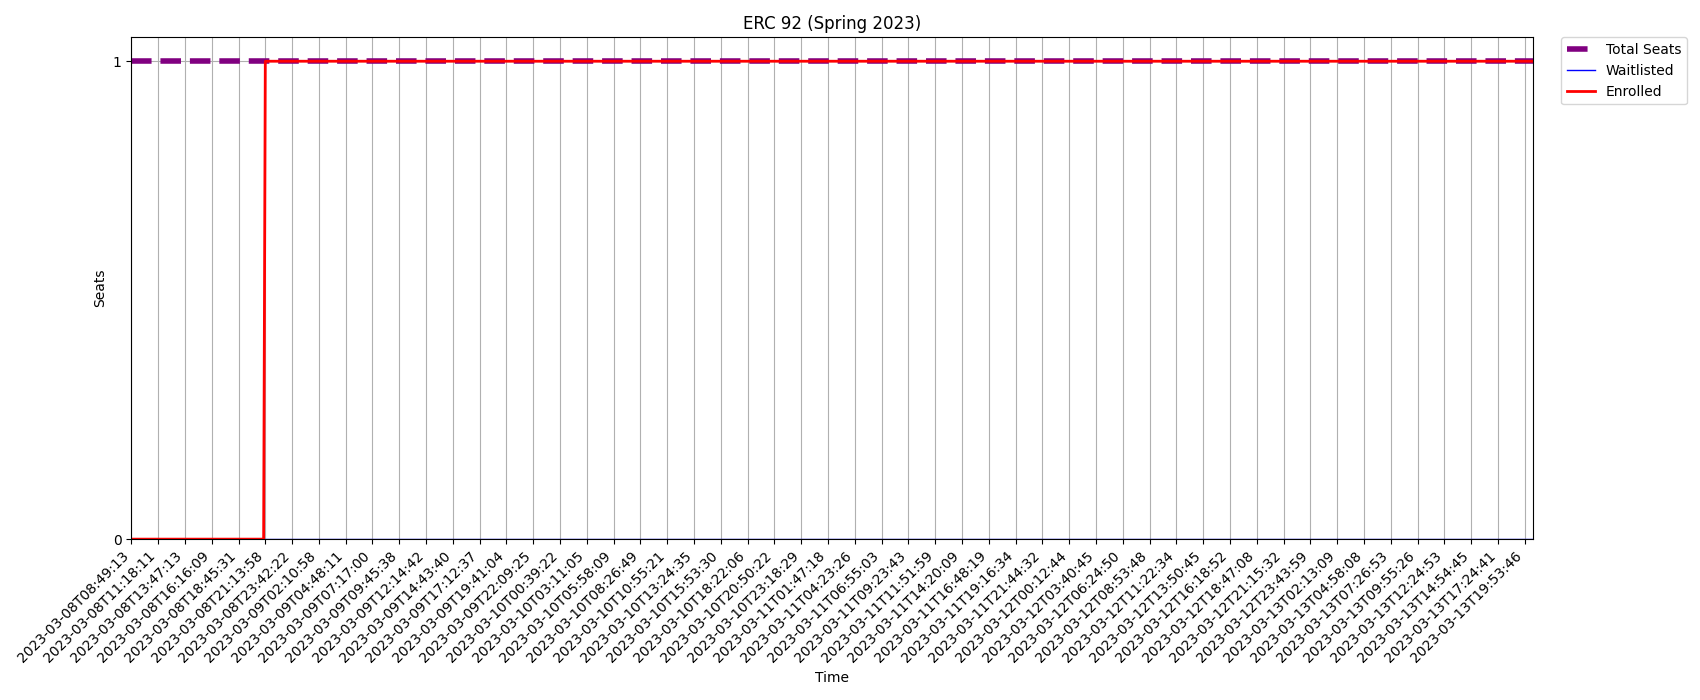 ERC 92 (Spring 2023)
Total Seats
Waitlisted
Enrolled
Seats
1
0
2023-03-08T08:49:13
2023-03-08T11:18:11
2023-03-08T13:47:13
2023-03-08T16:16:09
2023-03-08T18:45:31
2023-03-08T21:13:58
2023-03-08T23:42:22
2023-03-09T02:10:58
2023-03-09T04:48:11
2023-03-09T07:17:00
2023-03-09T09:45:38
2023-03-09T12:14:42
2023-03-09T14:43:40
2023-03-09T17:12:37
2023-03-09T19:41:04
2023-03-09T22:09:25
2023-03-10T00:39:22
2023-03-10T03:11:05
2023-03-10T05:58:09
2023-03-10T08:26:49
2023-03-10T10:55:21
2023-03-10T13:24:35
2023-03-10T15:53:30
2023-03-10T18:22:06
2023-03-10T20:50:22
2023-03-10T23:18:29
2023-03-11T01:47:18
2023-03-11T04:23:26
2023-03-11T06:55:03
2023-03-11T09:23:43
2023-03-11T11:51:59
2023-03-11T14:20:09
2023-03-11T16:48:19
2023-03-11T19:16:34
2023-03-11T21:44:32
2023-03-12T00:12:44
2023-03-12T03:40:45
2023-03-12T06:24:50
2023-03-12T08:53:48
2023-03-12T11:22:34
2023-03-12T13:50:45
2023-03-12T16:18:52
2023-03-12T18:47:08
2023-03-12T21:15:32
2023-03-12T23:43:59
2023-03-13T02:13:09
2023-03-13T04:58:08
2023-03-13T07:26:53
2023-03-13T09:55:26
2023-03-13T12:24:53
2023-03-13T14:54:45
2023-03-13T17:24:41
2023-03-13T19:53:46
Time